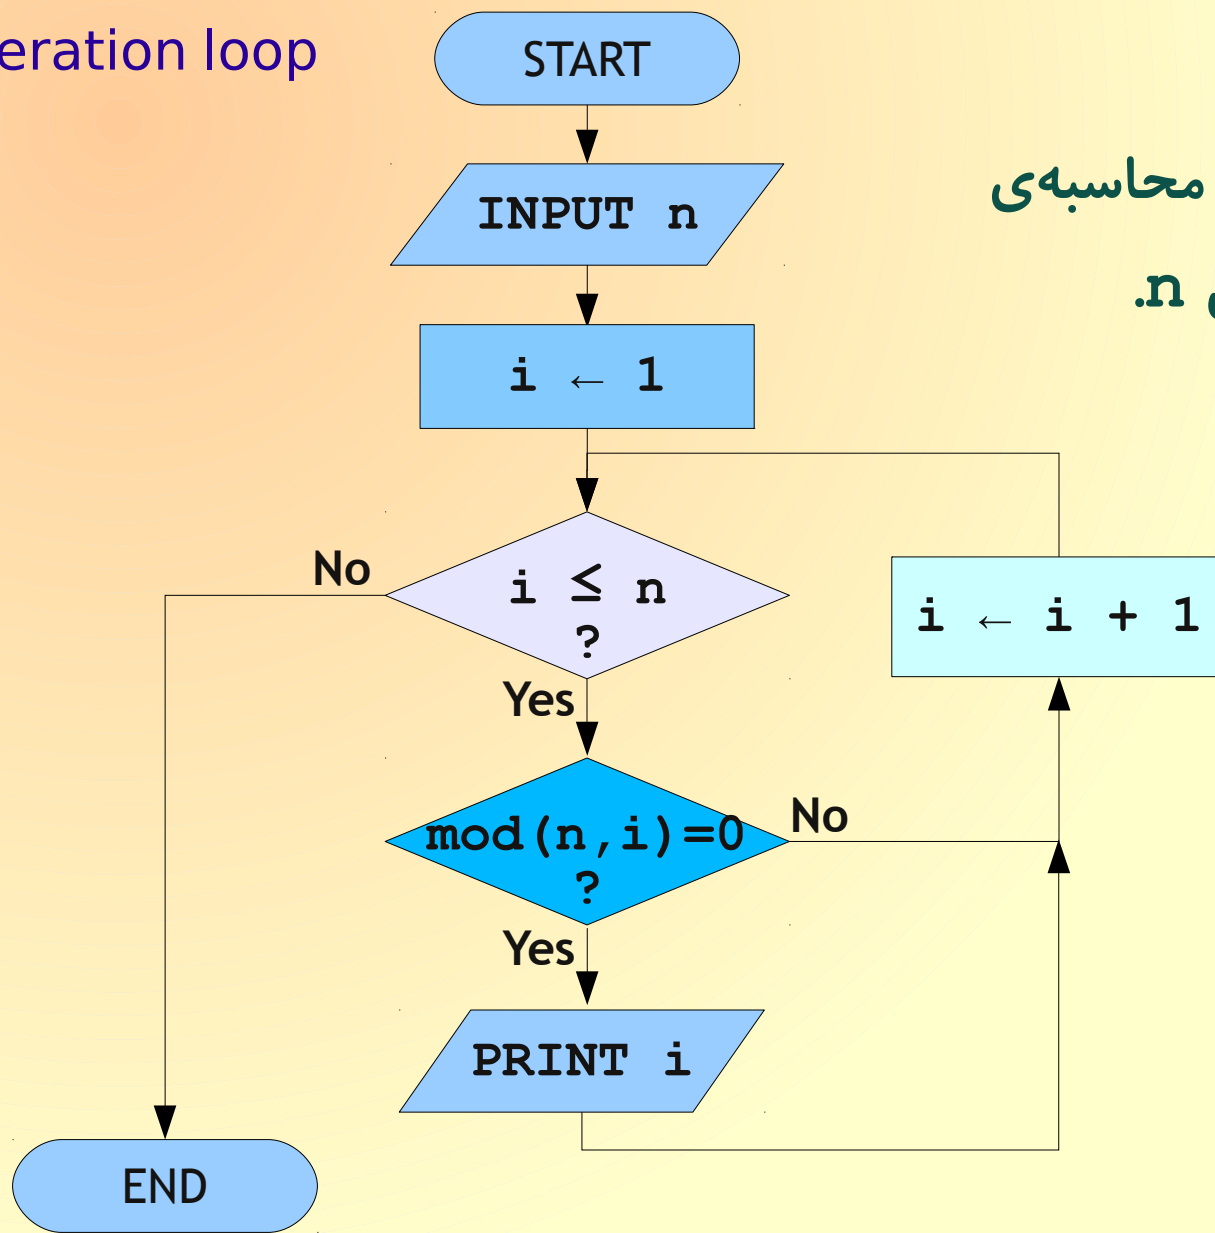 eration loop
START
INPUT n
محاسبه‌ی
n.
i ← 1
No
i ≤ n
?
i ← i + 1
Yes
mod(n,i)=0
?
No
Yes
PRINT i
END